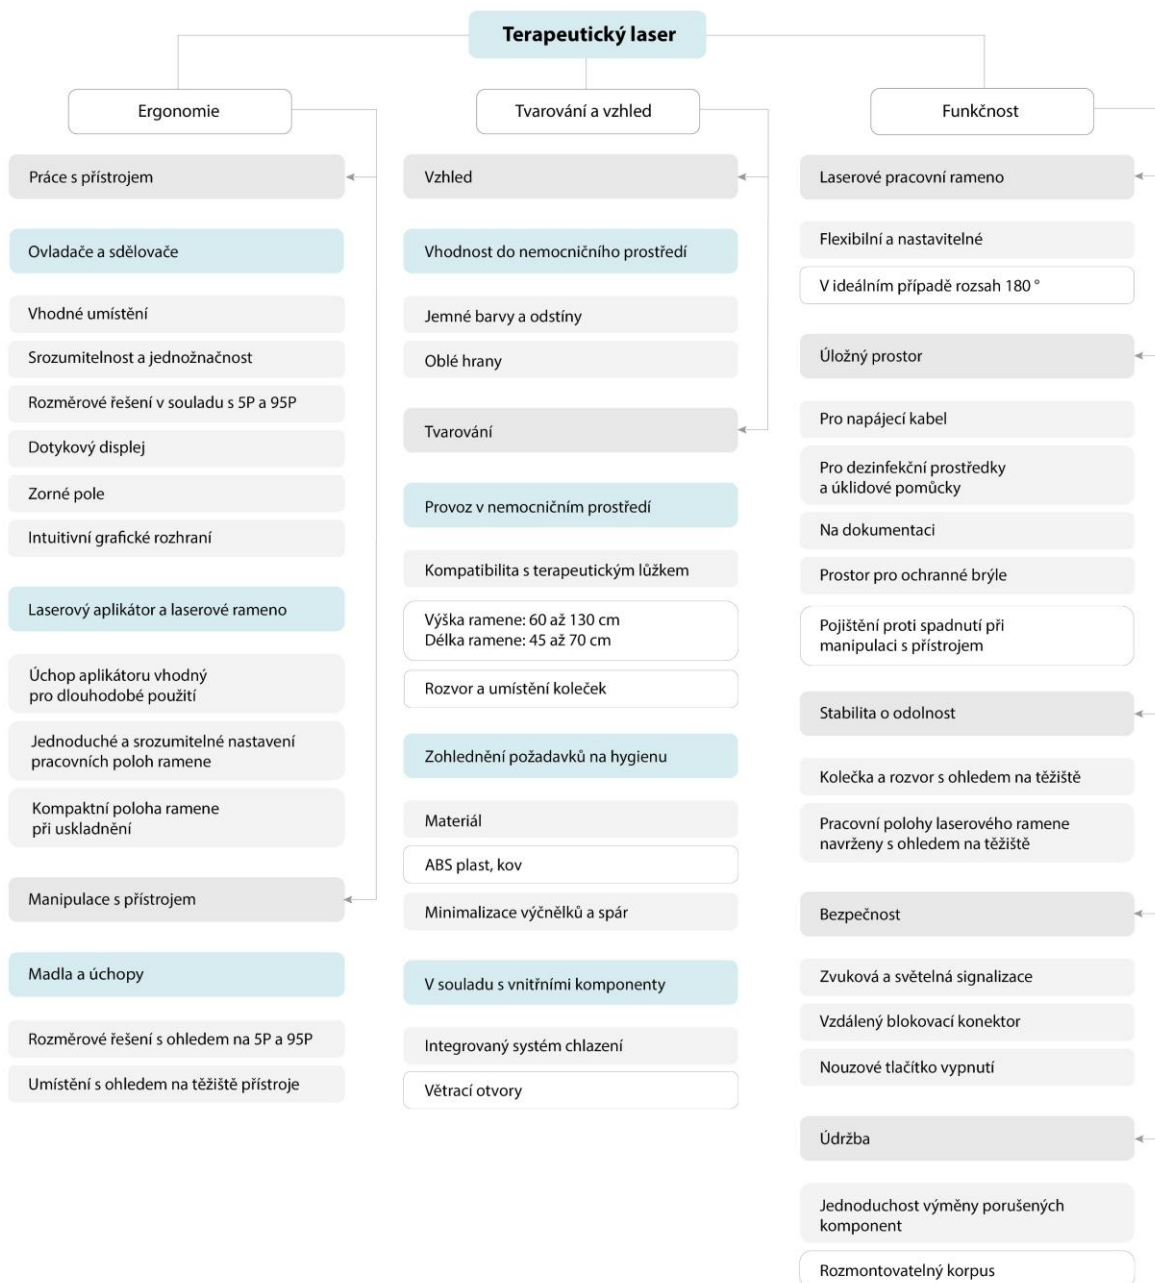 Terapeutický laser
Ergonomie
Práce s přístrojem
Ovladače a sdělovače
Vhodné umístění
Srozumitelnost a jednožnačnost
Rozměrové řešení v souladu s 5P a 95P
Dotykový displej
Zorné pole
Intuitivní grafické rozhraní
Laserový aplikátor a laserové rameno
Úchop aplikátoru vhodný
pro dlouhodobé použití
Jednoduché a srozumitelné nastavení
pracovních poloh ramene
Kompaktní poloha ramene
při uskladnění
Manipulace s přístrojem
Madla a úchopy
Rozměrové řešení s ohledem na 5P a 95P
Umístění s ohledem na těžiště přístroje
Tvarování a vzhled
Vzhled
Vhodnost do nemocničního prostředí
Jemné barvy a odstíny
Oblé hrany
Tvarování
Provoz v nemocničním prostředí
Kompatibilita s terapeutickým lůžkem
Výška ramene: 60 až 130 cm
Délka ramene: 45 až 70 cm
Rozvor a umístění koleček
Zohlednění požadavků na hygienu
Materiál
ABS plast, kov
Minimalizace výčnělků a spár
V souladu s vnitřními komponenty
Integrovaný systém chlazení
Větrací otvory
Funkčnost
Laserové pracovní rameno
Flexibilní a nastavitelné
V ideálním případě rozsah 180 °
Úložný prostor
Pro napájecí kabel
Pro dezinfekční prostředky
a úklidové pomůcky
Na dokumentaci
Prostor pro ochranné brýle
Pojištění proti spadnutí při
manipulaci s přístrojem
Stabilita o odolnost
Kolečka a rozvor s ohledem na těžiště
Pracovní polohy laserového ramene
navrženy s ohledem na těžiště
Bezpečnost
Zvuková a světelná signalizace
Vzdálený blokovací konektor
Nouzové tlačítko vypnutí
Údržba
Jednoduchost výměny porušených
komponent
Rozmontovatelný korpus